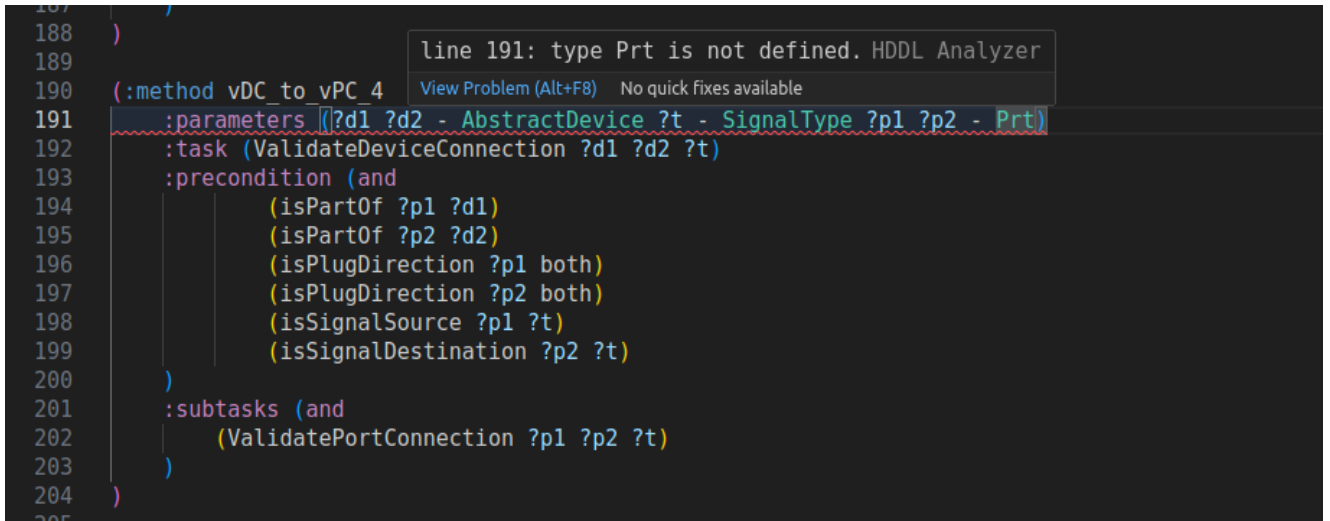 187 )
188 )
line 191: type Prt is not defined. HDDL Analyzer
189
View Problem (Alt+F8) No quick fixes available
190 (:method vDC_to_vPC_4
191 :parameters (?d1 ?d2 - AbstractDevice ?t - SignalType ?p1 ?p2 - Prt)
192 :task (ValidateDeviceConnection ?d1 ?d2 ?t)
193 :precondition (and
194 (isPartOf ?p1 ?d1)
195 (isPartOf ?p2 ?d2)
196 (isPlugDirection ?p1 both)
197 (isPlugDirection ?p2 both)
198 (isSignalSource ?p1 ?t)
199 (isSignalDestination ?p2 ?t)
200 )
201 :subtasks (and
202 (ValidatePortConnection ?p1 ?p2 ?t)
203 )
204 )
205